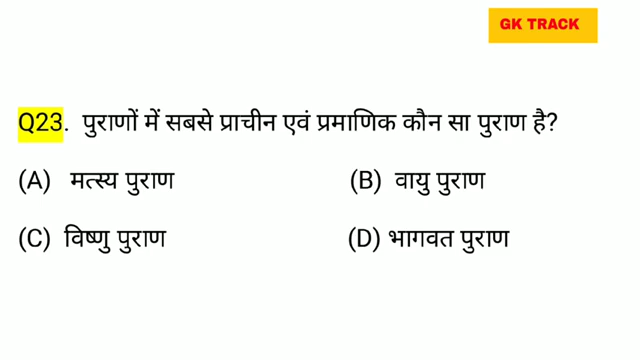 GK TRACK
Q23. पुराणों में सबसे प्राचीन एवं प्रमाणिक कौन सा पुराण है?
(A) मत्स्य पुराण (B) वायु पुराण
(C) विष्णु पुराण (D) भागवत पुराण